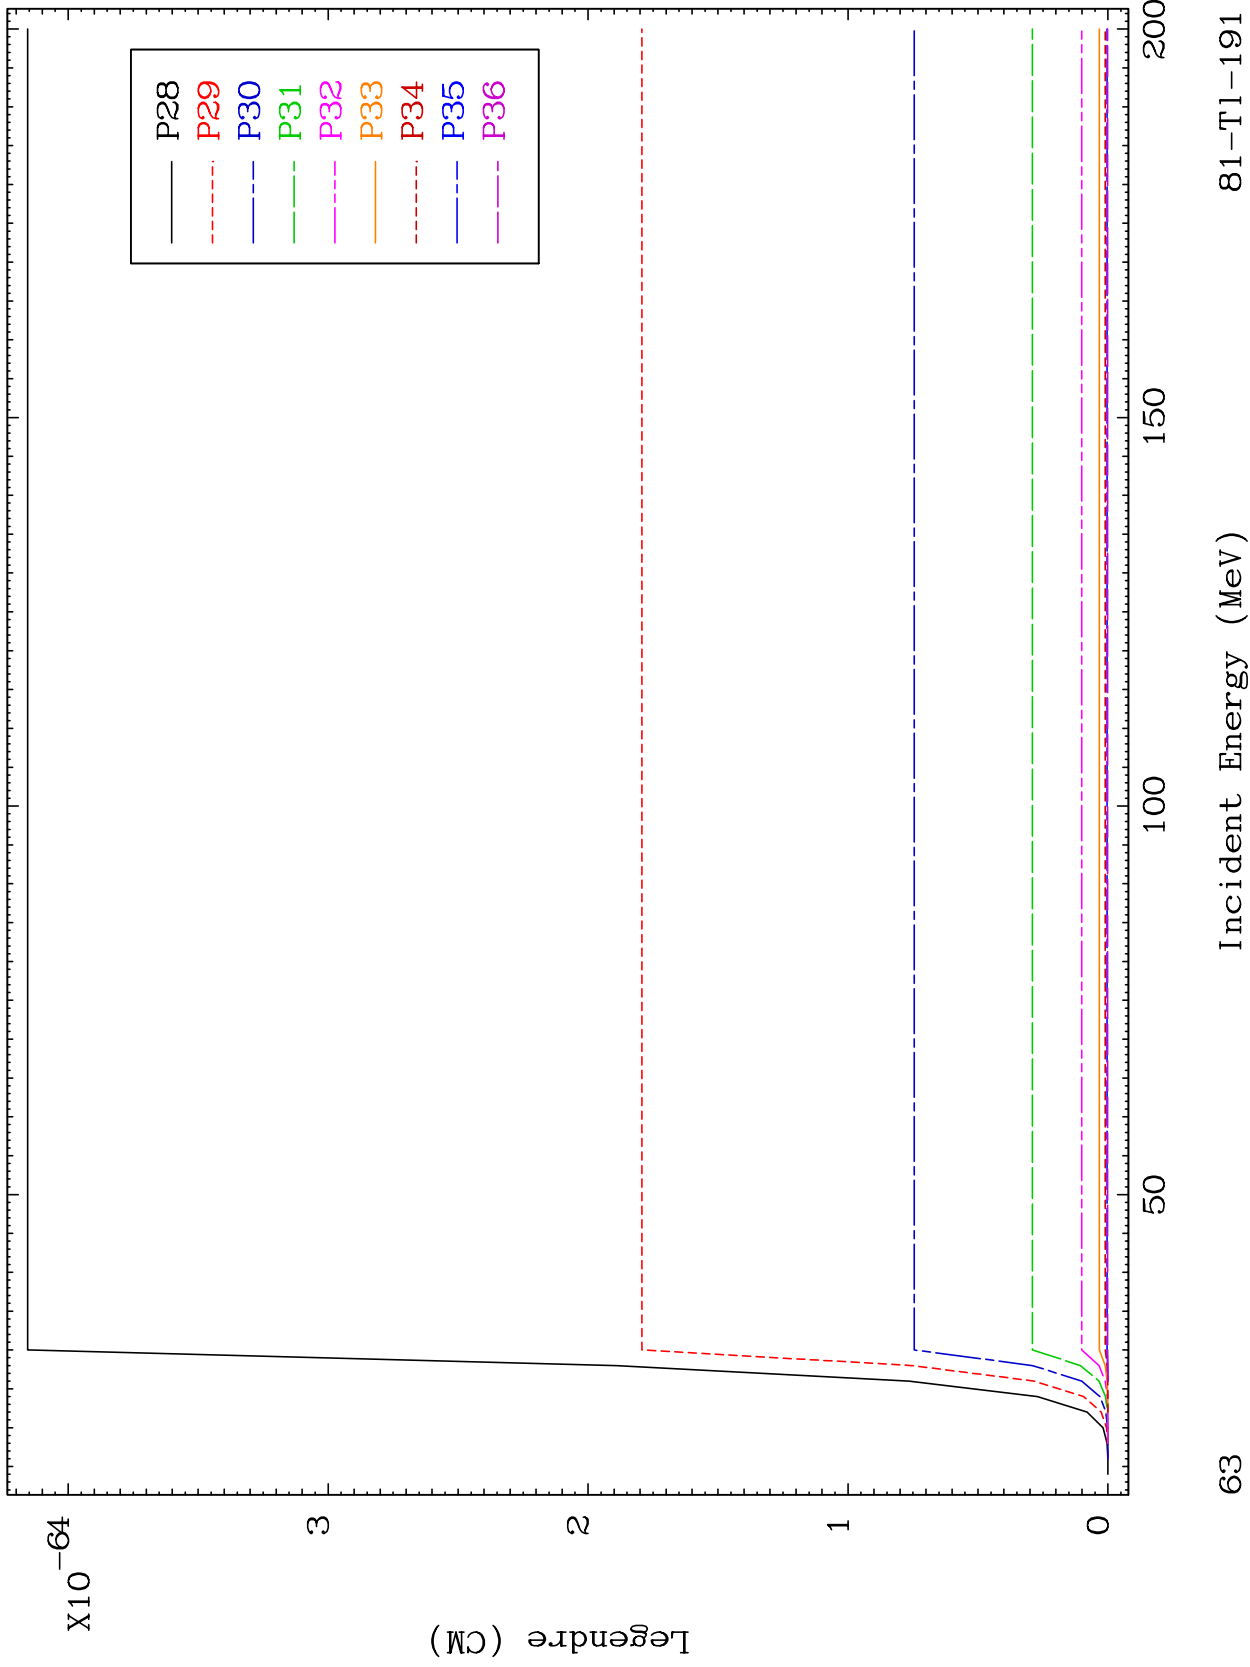 X10
-64
4
3
2
1
0
Legendre (CM)
P28
P29
P30
P31
P32
P33
P34
P35
P36
50
100
150
200
63
Incident Energy (MeV)
81-Tl-191